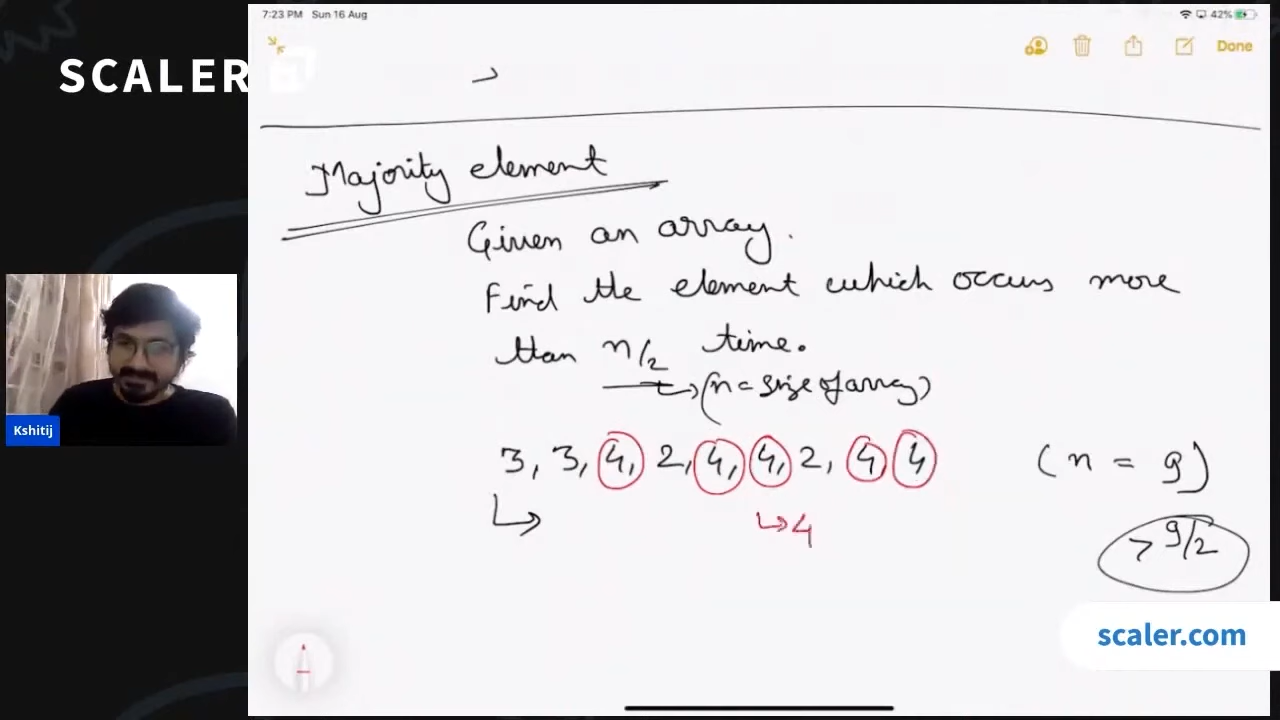 7:23 PM Sun 16 Aug
42%
Done
SCALER
Majority element
Given an array.
Find the element which occurs more
than n/2 time.
(n = size of array)
3, 3, 4, 2, 4, 4, 2, 4 4 (n = 9)
4
> 9/2
Kshitij
scaler.com